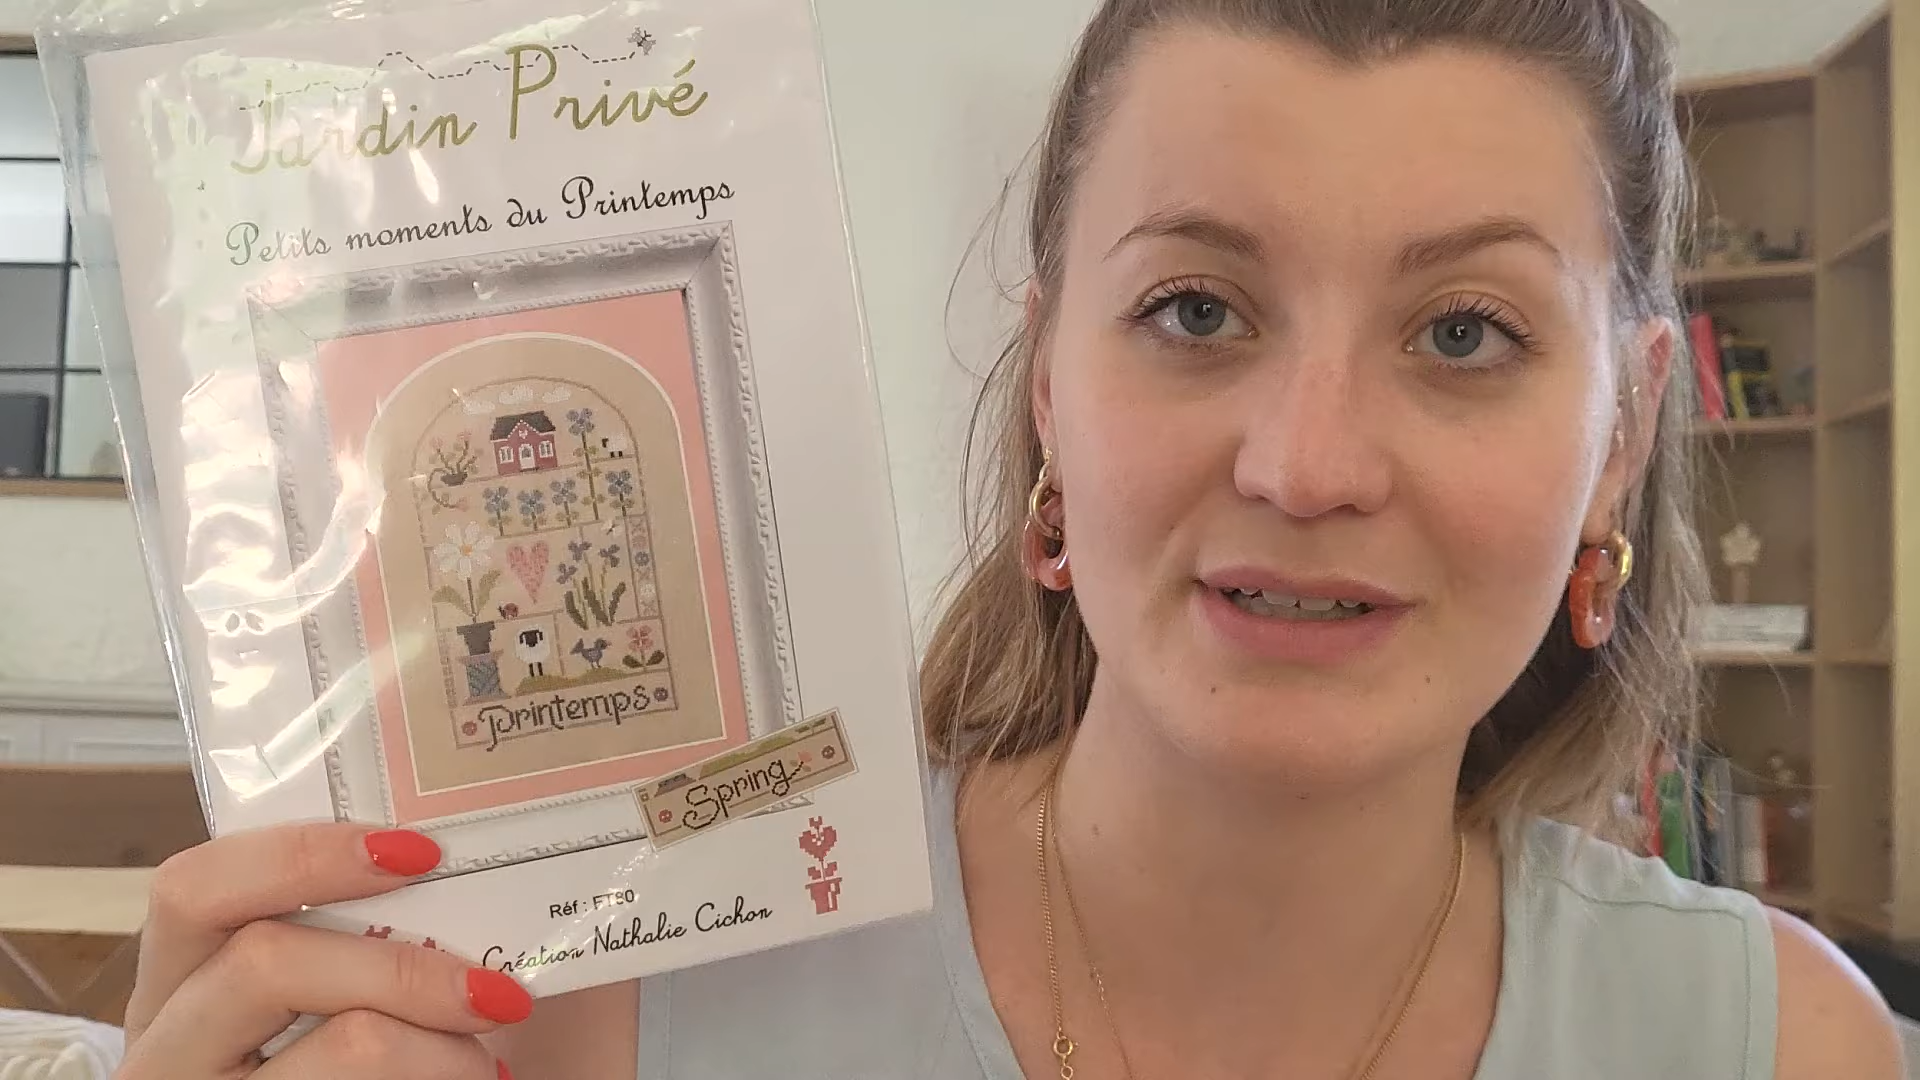 Jardin Privé
Petits moments du Printemps
Printemps
Spring
Réf : FT80
Création Nathalie Cichon